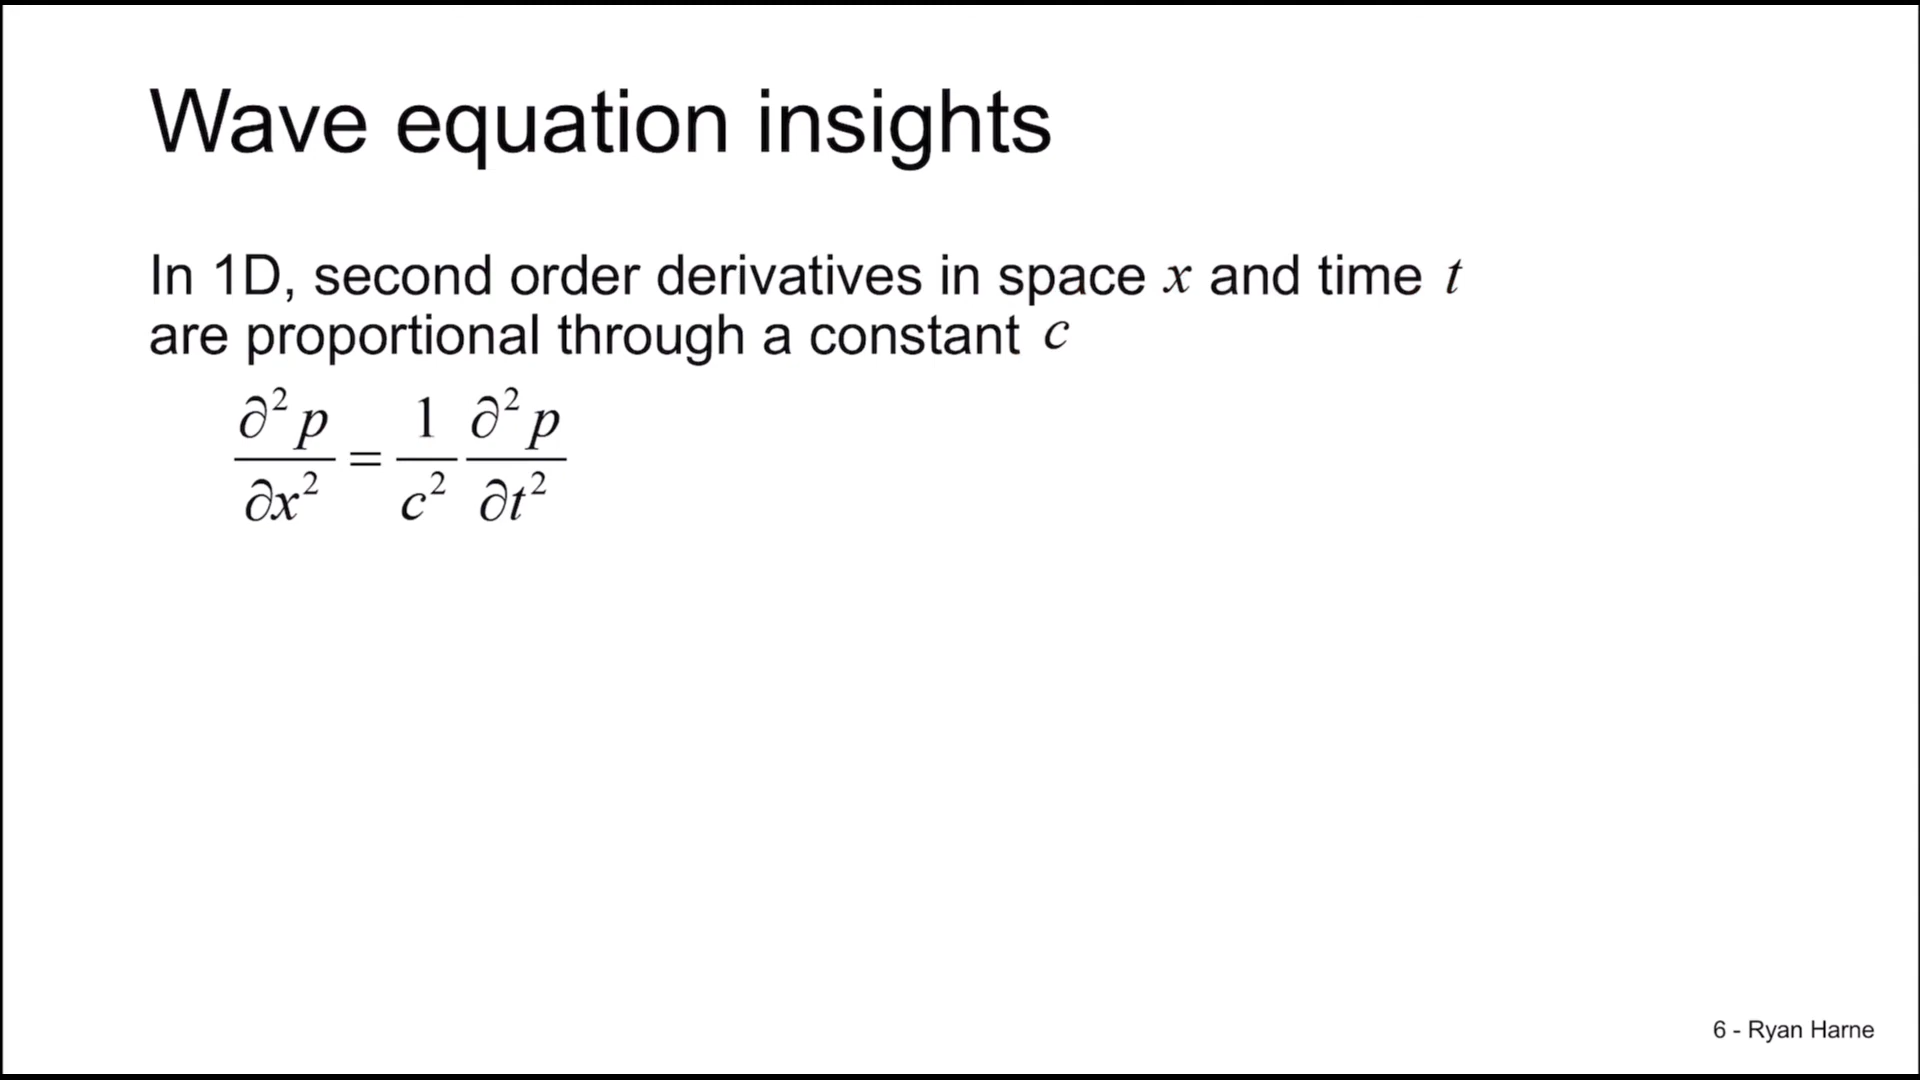 Wave equation insights
In 1D, second order derivatives in space x and time t
are proportional through a constant c
∂²p/∂x² = 1/c² ∂²p/∂t²
6 - Ryan Harne